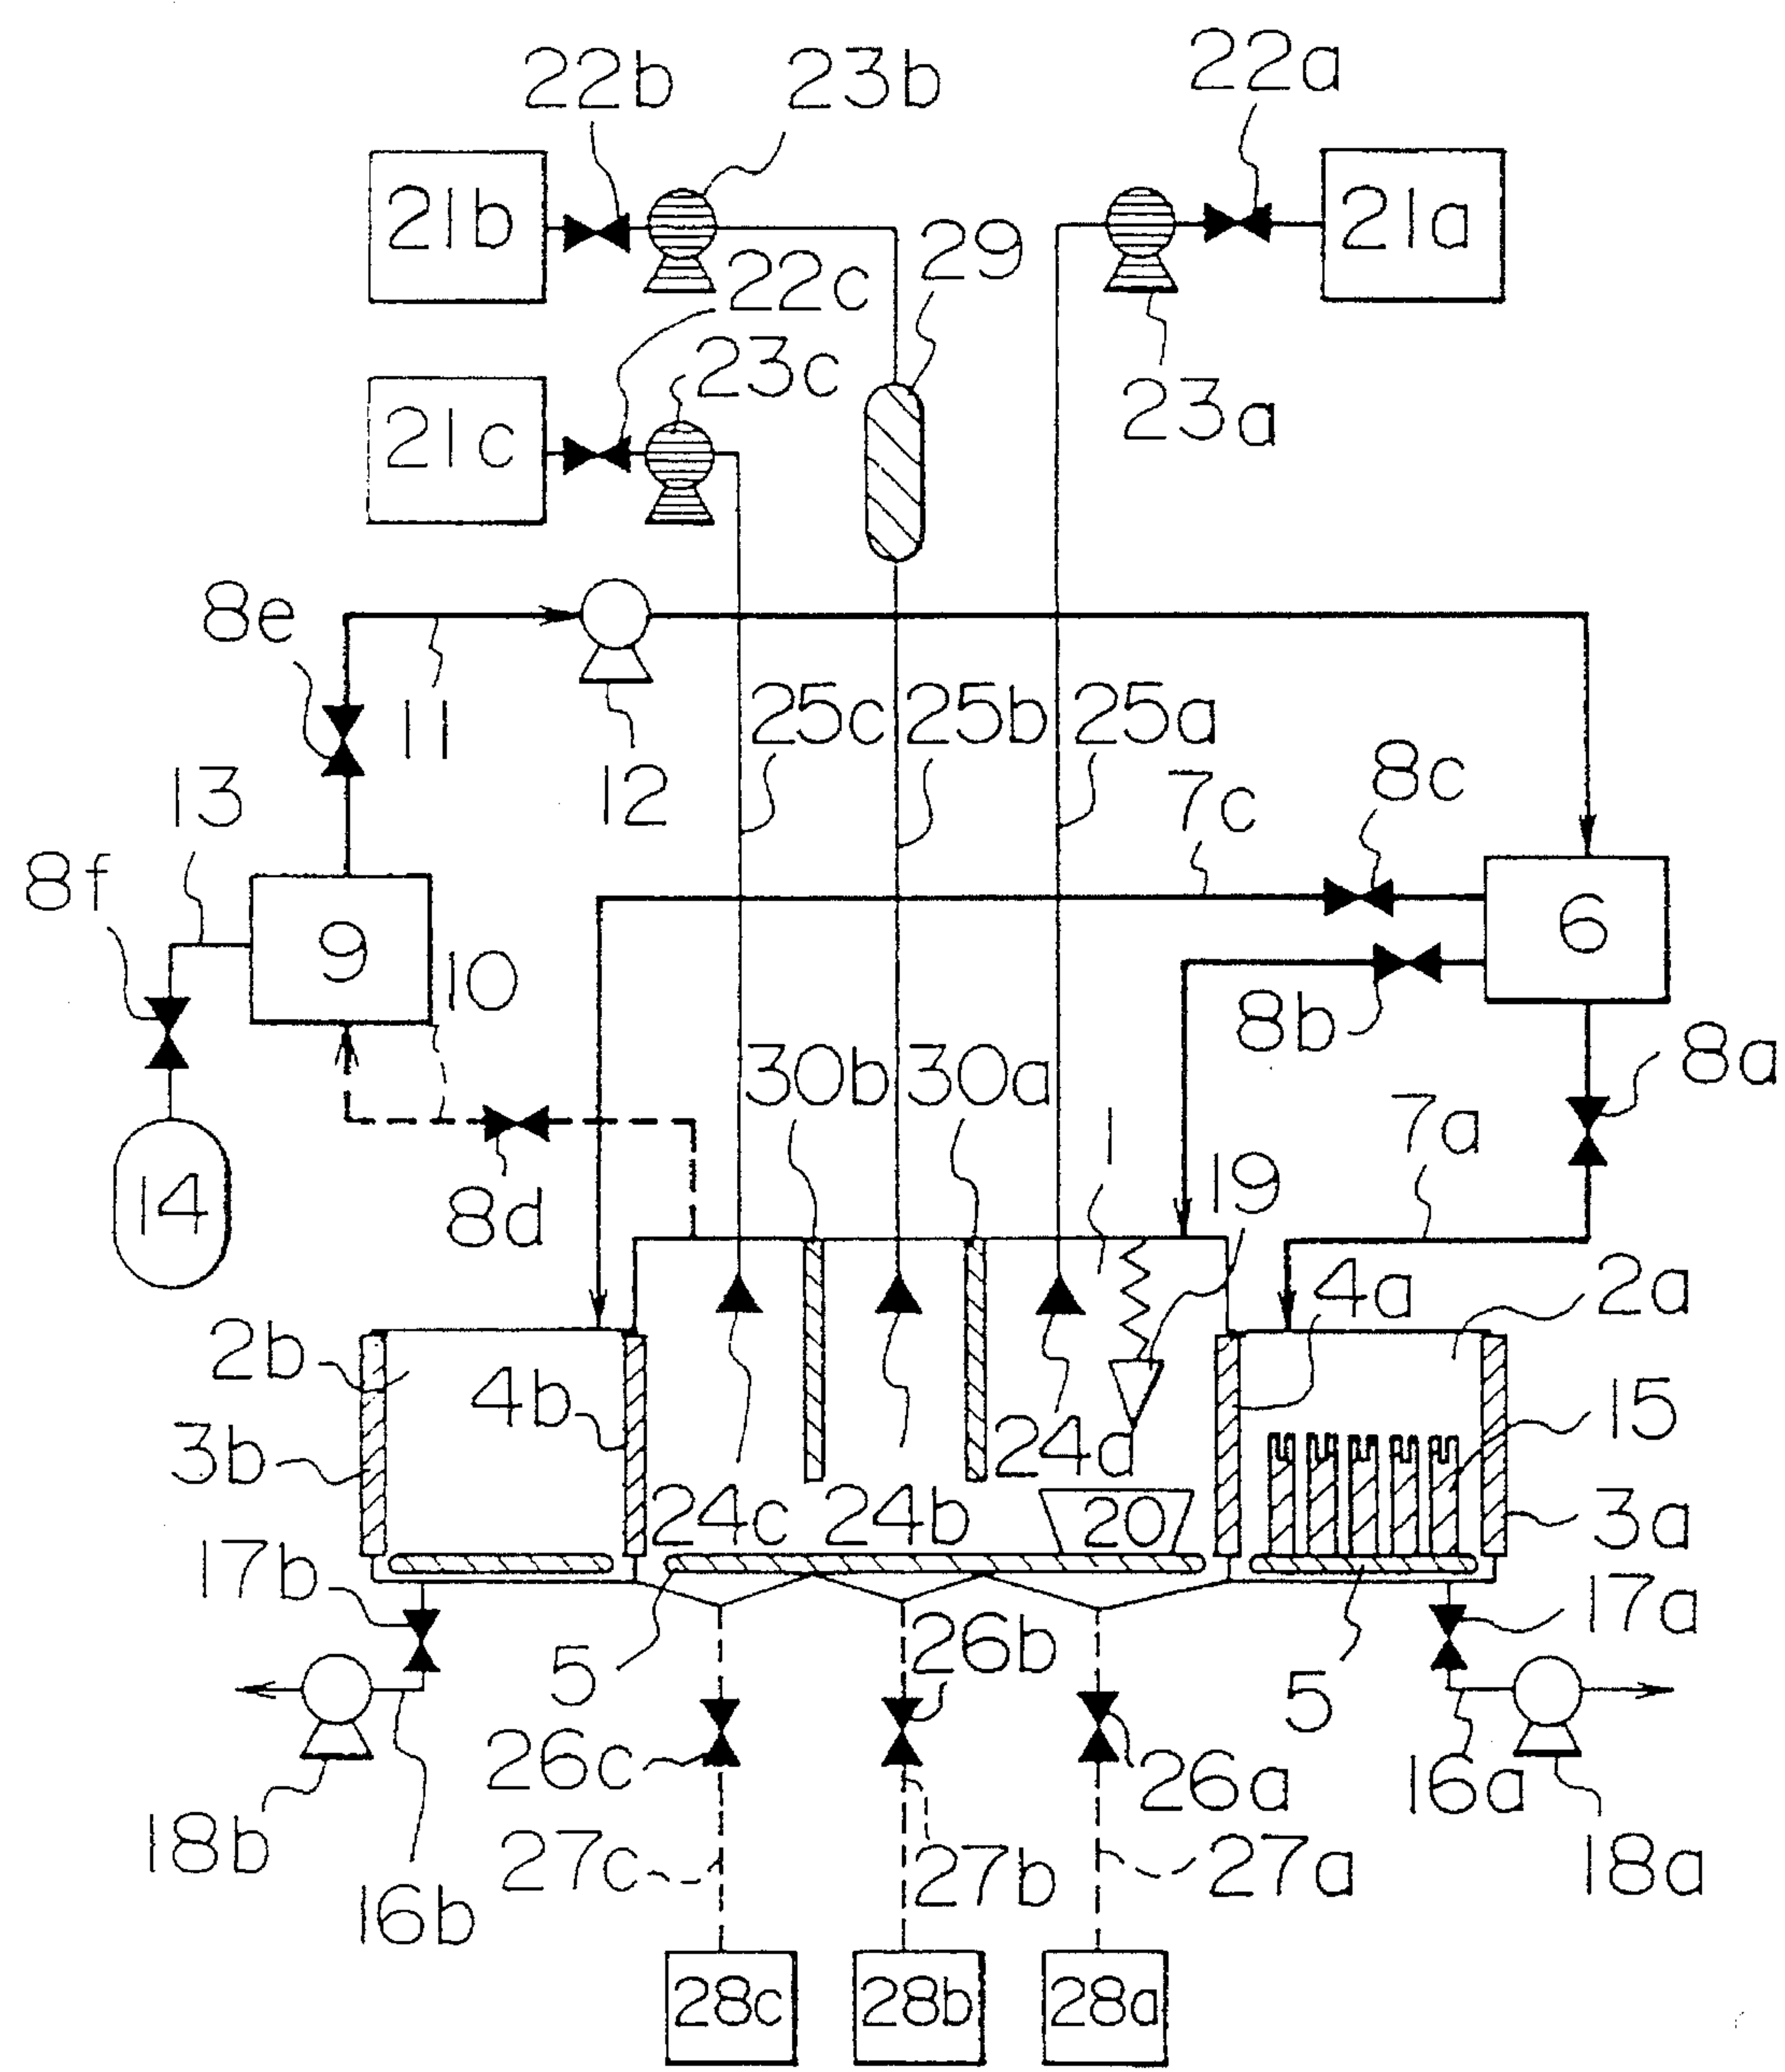 22b 23b 22a
21b 21a
29
22c
23c 23a
21c
8e
11 12 25c 25b 25a
13 7c 8c
8f
9 10 6
8b
30b 30a 8a
1 7a
14 8d 19
4a 2a
2b
4b 15
3b 24a
24c 24b 20 3a
17b 17a
5 26b 5
26c 26a 16a
18b 27c 27b 27a 18a
16b
28c 28b 28a